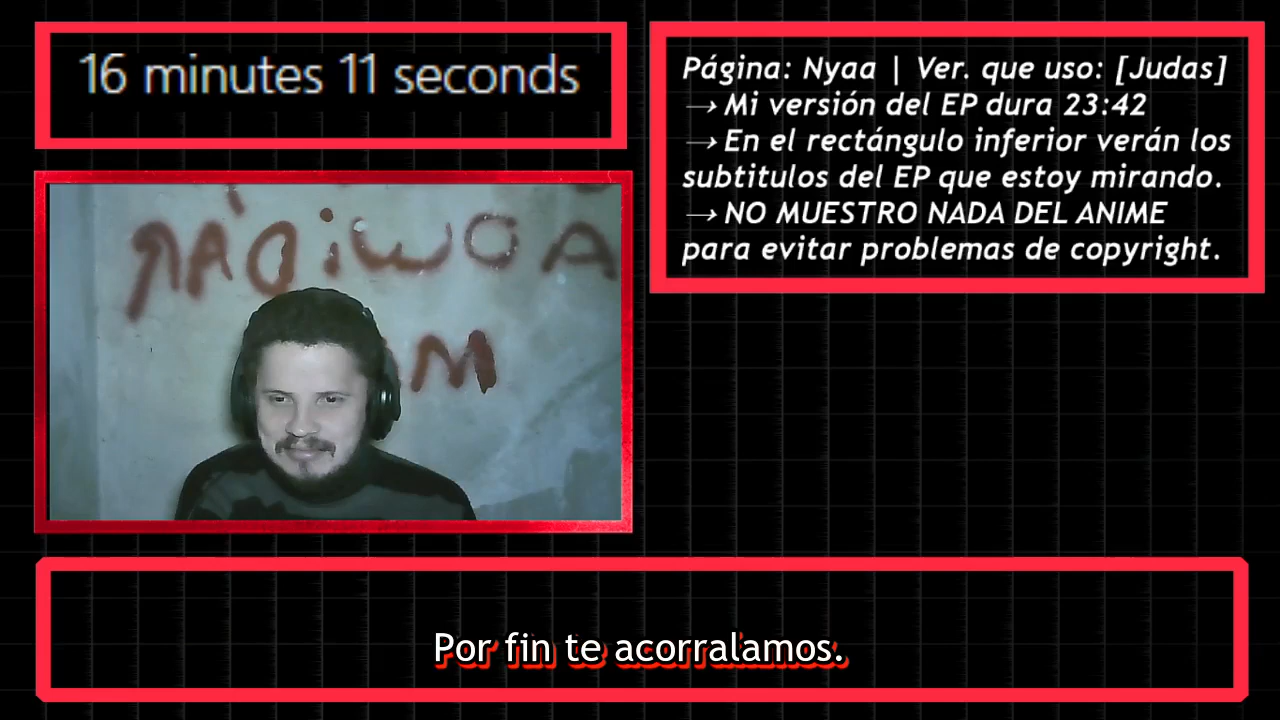 16 minutes 11 seconds
Página: Nyaa | Ver. que uso: [Judas]
→ Mi versión del EP dura 23:42
→ En el rectángulo inferior verán los
subtitulos del EP que estoy mirando.
→ NO MUESTRO NADA DEL ANIME
para evitar problemas de copyright.
Por fin te acorralamos.